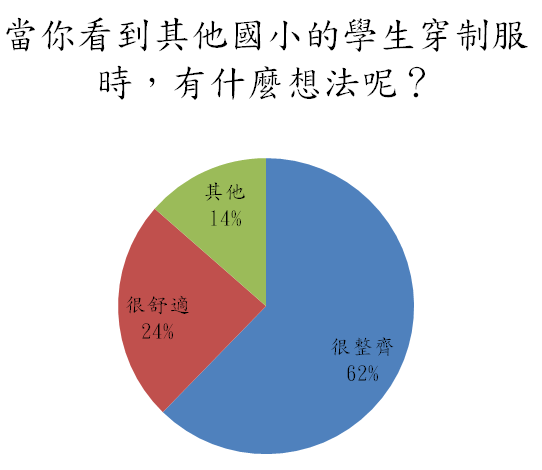 當你看到其他國小的學生穿制服
時，有什麼想法呢？
其他
14%
很舒適
24%
很整齊
62%